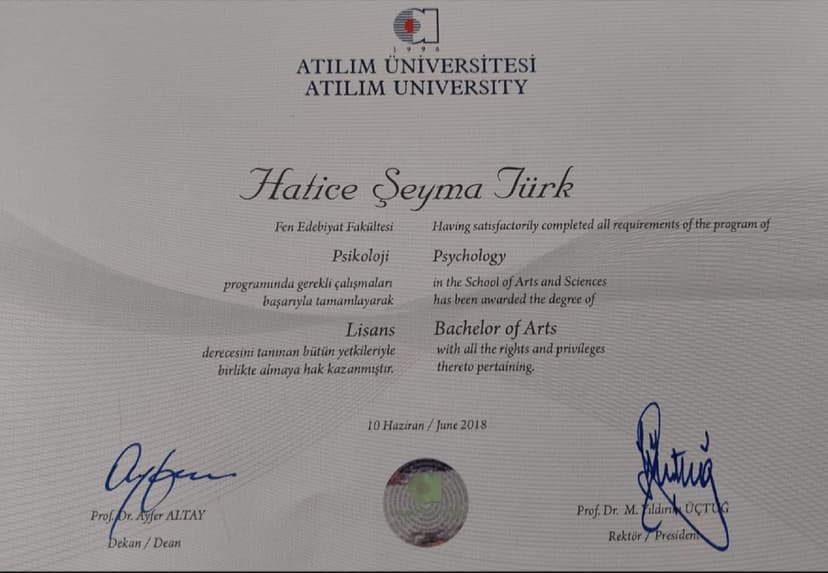 1996
ATILIM ÜNİVERSİTESİ
ATILIM UNIVERSITY
Hatice Şeyma Türk
Fen Edebiyat Fakültesi
Psikoloji
programında gerekli çalışmaları
başarıyla tamamlayarak
Lisans
derecesini tanınan bütün yetkileriyle
birlikte almaya hak kazanmıştır.
Having satisfactorily completed all requirements of the program of
Psychology
in the School of Arts and Sciences
has been awarded the degree of
Bachelor of Arts
with all the rights and privileges
thereto pertaining.
10 Haziran / June 2018
Prof. Dr. Ayfer ALTAY
Dekan / Dean
Prof. Dr. M. Yıldırım ÜÇTUĞ
Rektör / President